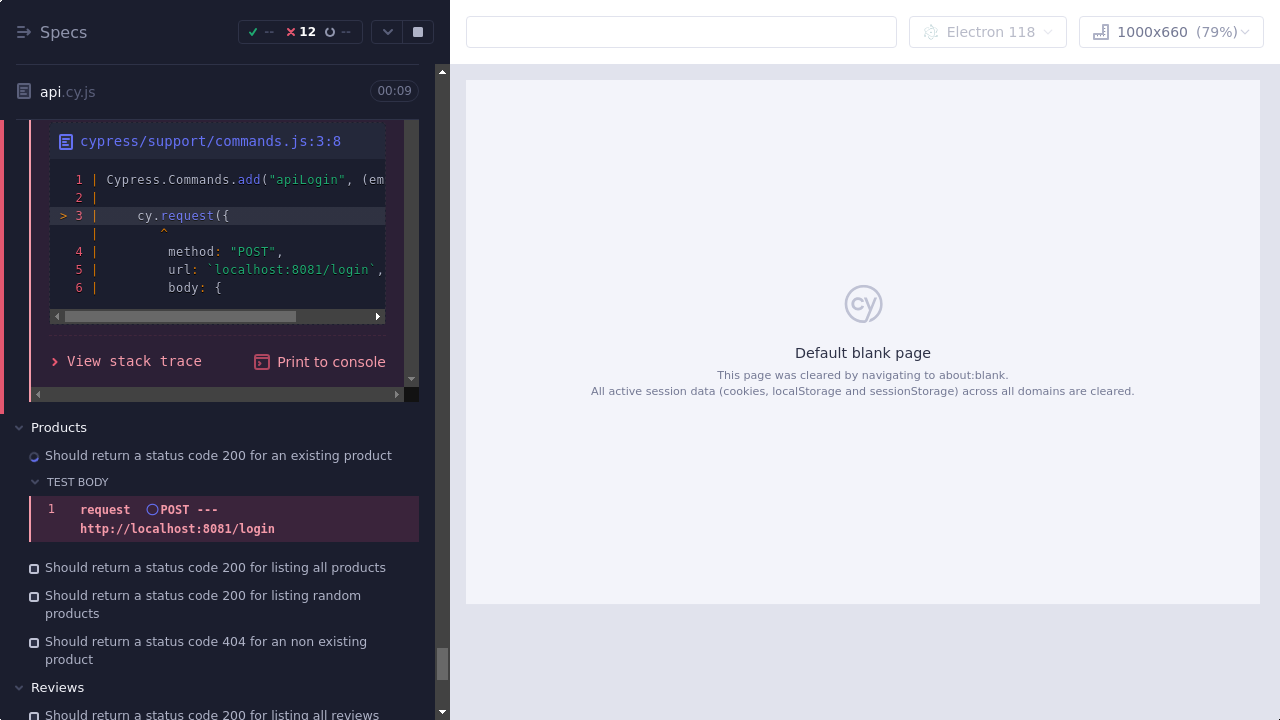 Specs
-- 12 --
Electron 118
1000x660 (79%)
api.cy.js
00:09
cypress/support/commands.js:3:8
1 | Cypress.Commands.add("apiLogin", (em
2 |
> 3 | cy.request({
| ^
4 | method: "POST",
5 | url: `localhost:8081/login`,
6 | body: {
View stack trace
Print to console
Products
Should return a status code 200 for an existing product
TEST BODY
1 request POST ---
http://localhost:8081/login
Should return a status code 200 for listing all products
Should return a status code 200 for listing random
products
Should return a status code 404 for an non existing
product
Reviews
Should return a status code 200 for listing all reviews
cy
Default blank page
This page was cleared by navigating to about:blank.
All active session data (cookies, localStorage and sessionStorage) across all domains are cleared.